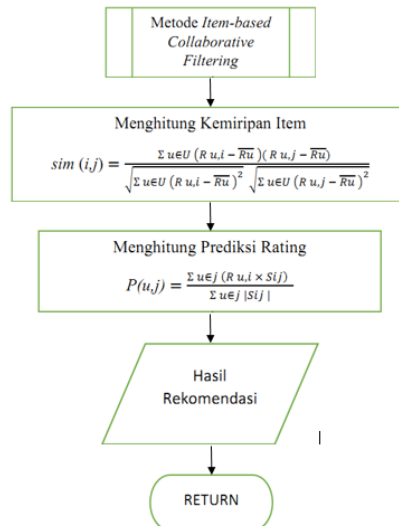 Metode Item-based
Collaborative
Filtering
Menghitung Kemiripan Item
sim (i,j) = Σ u∈U (R u,i − R̅u̅)( R u,j − R̅u̅) / √Σ u∈U (R u,i − R̅u̅)² √Σ u∈U (R u,j − R̅u̅)²
Menghitung Prediksi Rating
P(u,j) = Σ u∈j (R u,i × Sij) / Σ u∈j |Sij |
Hasil
Rekomendasi
RETURN